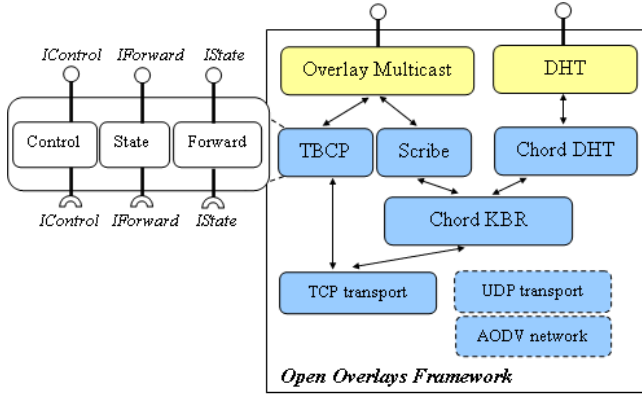 IControl IForward IState
Overlay Multicast
DHT
Control
State
Forward
TBCP
Scribe
Chord DHT
IControl IForward IState
Chord KBR
TCP transport
UDP transport
AODV network
Open Overlays Framework